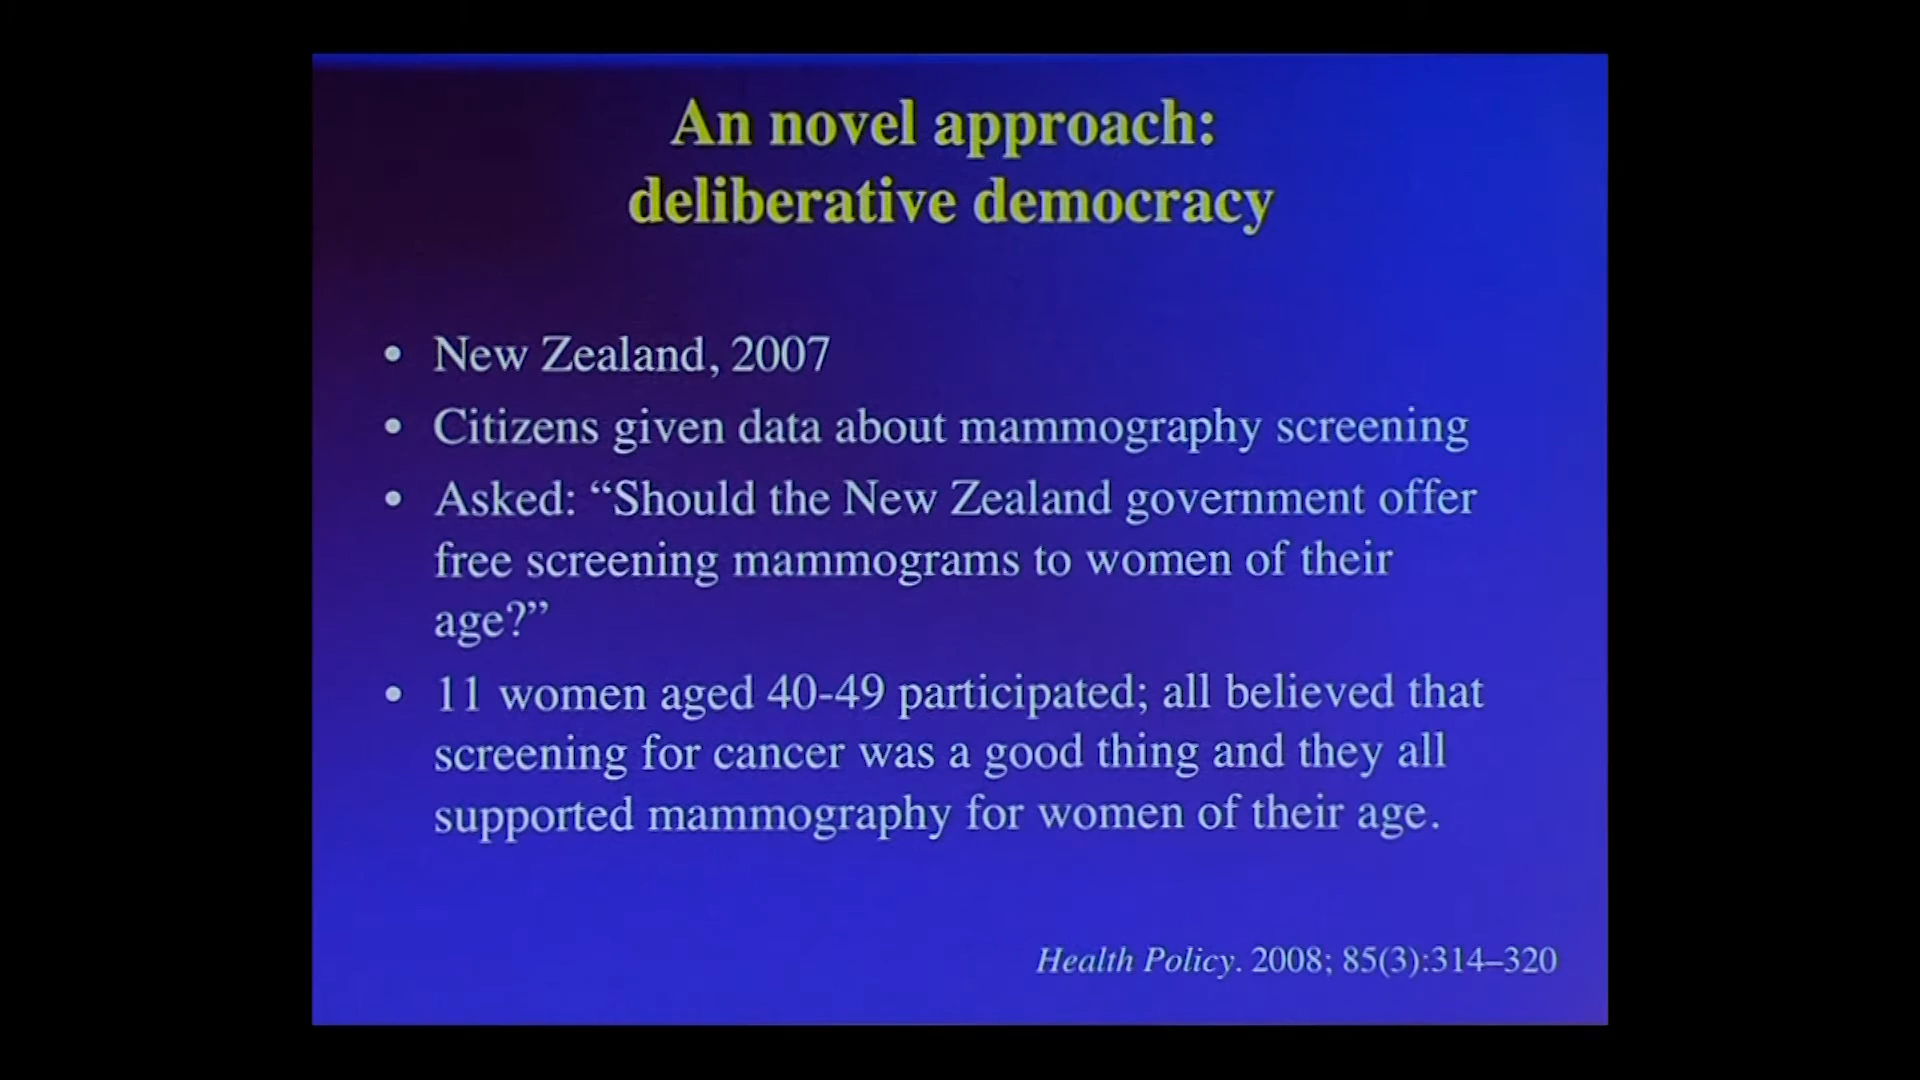 An novel approach:
deliberative democracy
• New Zealand, 2007
• Citizens given data about mammography screening
• Asked: “Should the New Zealand government offer
free screening mammograms to women of their
age?”
• 11 women aged 40-49 participated; all believed that
screening for cancer was a good thing and they all
supported mammography for women of their age.
Health Policy. 2008; 85(3):314–320